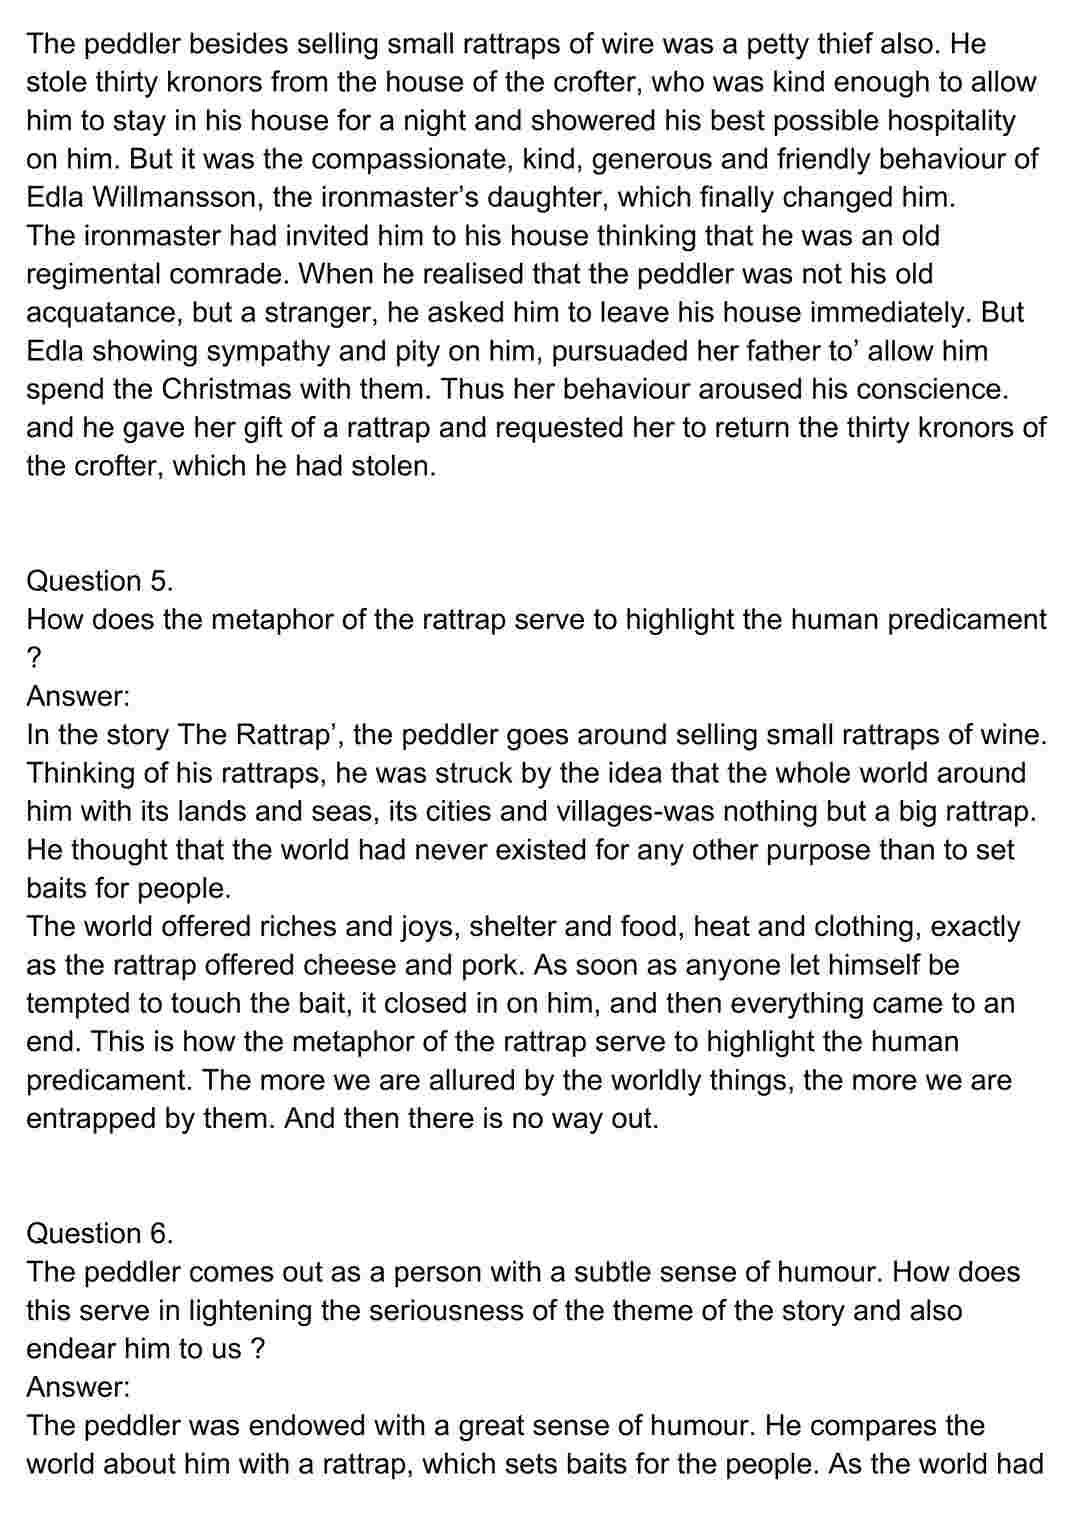 The peddler besides selling small rattraps of wire was a petty thief also. He
stole thirty kronors from the house of the crofter, who was kind enough to allow
him to stay in his house for a night and showered his best possible hospitality
on him. But it was the compassionate, kind, generous and friendly behaviour of
Edla Willmansson, the ironmaster’s daughter, which finally changed him.
The ironmaster had invited him to his house thinking that he was an old
regimental comrade. When he realised that the peddler was not his old
acquatance, but a stranger, he asked him to leave his house immediately. But
Edla showing sympathy and pity on him, pursuaded her father to’ allow him
spend the Christmas with them. Thus her behaviour aroused his conscience.
and he gave her gift of a rattrap and requested her to return the thirty kronors of
the crofter, which he had stolen.
Question 5.
How does the metaphor of the rattrap serve to highlight the human predicament
?
Answer:
In the story The Rattrap’, the peddler goes around selling small rattraps of wine.
Thinking of his rattraps, he was struck by the idea that the whole world around
him with its lands and seas, its cities and villages-was nothing but a big rattrap.
He thought that the world had never existed for any other purpose than to set
baits for people.
The world offered riches and joys, shelter and food, heat and clothing, exactly
as the rattrap offered cheese and pork. As soon as anyone let himself be
tempted to touch the bait, it closed in on him, and then everything came to an
end. This is how the metaphor of the rattrap serve to highlight the human
predicament. The more we are allured by the worldly things, the more we are
entrapped by them. And then there is no way out.
Question 6.
The peddler comes out as a person with a subtle sense of humour. How does
this serve in lightening the seriousness of the theme of the story and also
endear him to us ?
Answer:
The peddler was endowed with a great sense of humour. He compares the
world about him with a rattrap, which sets baits for the people. As the world had